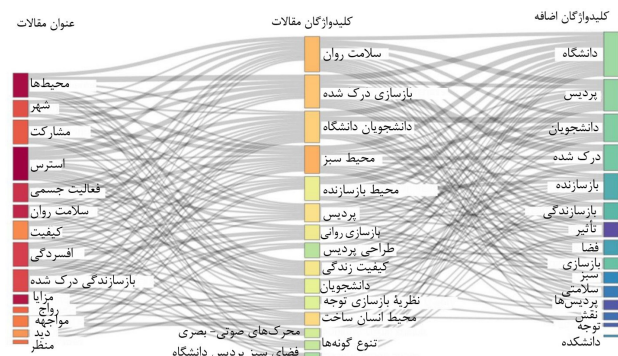 کلیدواژگان اضافه
کلیدواژگان مقالات
عنوان مقالات
دانشگاه
پردیس
دانشجویان
درک شده
بازسازنده
بازسازندگی
تأثیر
فضا
بازسازی
سبز
سلامتی
پردیس‌ها
نقش
توجه
دانشکده
سلامت روان
بازسازی درک شده
دانشجویان دانشگاه
محیط سبز
محیط بازسازنده
پردیس
بازسازی روانی
طراحی پردیس
کیفیت زندگی
دانشجویان
نظریهٔ بازسازی توجه
محیط انسان ساخت
محرک‌های صوتی- بصری
تنوع گونه‌ها
فضای سبز پردیس دانشگاه
محیط‌ها
شهر
مشارکت
استرس
فعالیت جسمی
سلامت روان
کیفیت
افسردگی
بازسازندگی درک شده
مزایا
رواج
مواجهه
دید
منظر